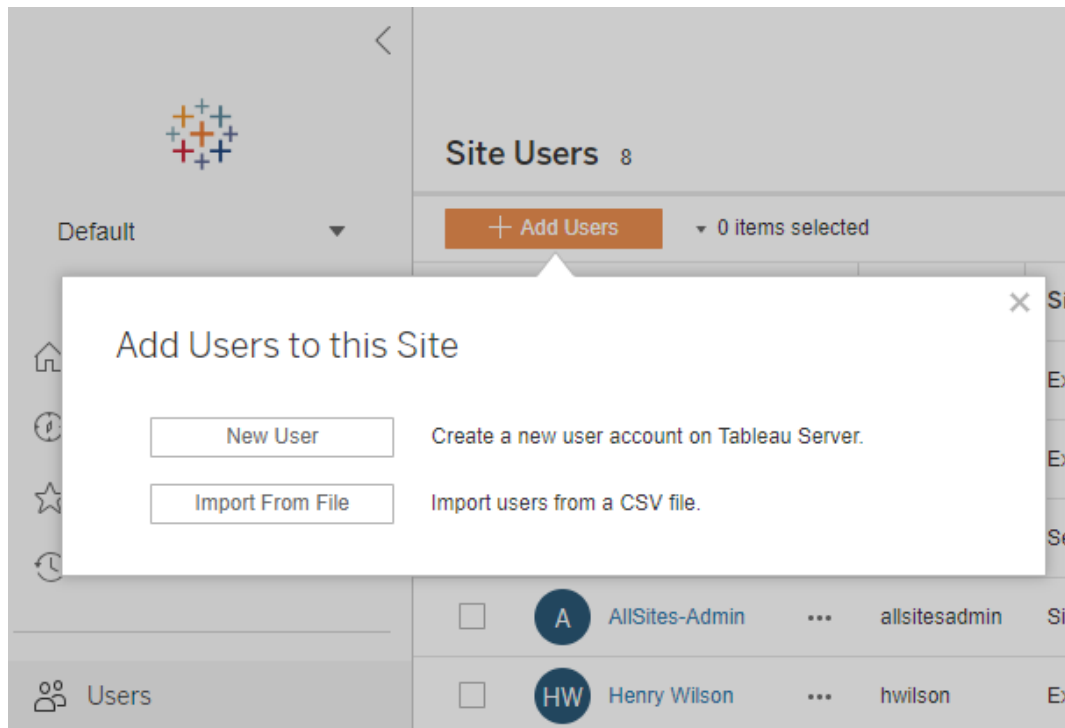 Site Users 8
Default
+ Add Users
0 items selected
Add Users to this Site
New User
Create a new user account on Tableau Server.
Import From File
Import users from a CSV file.
A AllSites-Admin ••• allsitesadmin
Users
HW Henry Wilson ••• hwilson